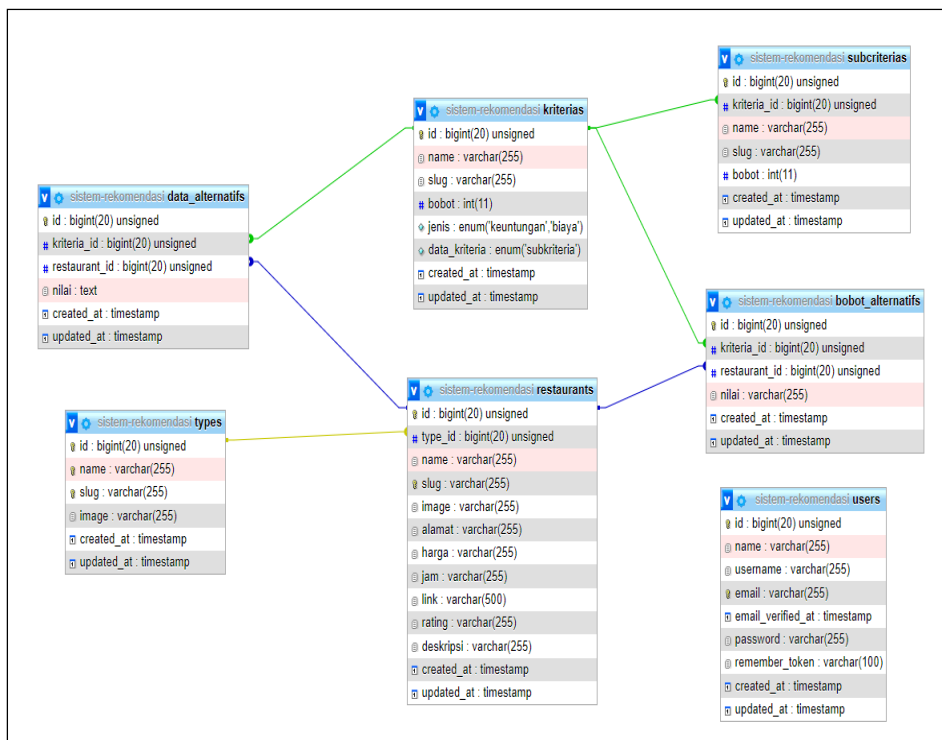 sistem-rekomendasi subcriterias
id : bigint(20) unsigned
kriteria_id : bigint(20) unsigned
name : varchar(255)
slug : varchar(255)
bobot : int(11)
created_at : timestamp
updated_at : timestamp
sistem-rekomendasi kriterias
id : bigint(20) unsigned
name : varchar(255)
slug : varchar(255)
bobot : int(11)
jenis : enum('keuntungan','biaya')
data_kriteria : enum('subkriteria')
created_at : timestamp
updated_at : timestamp
sistem-rekomendasi data_alternatifs
id : bigint(20) unsigned
kriteria_id : bigint(20) unsigned
restaurant_id : bigint(20) unsigned
nilai : text
created_at : timestamp
updated_at : timestamp
sistem-rekomendasi bobot_alternatifs
id : bigint(20) unsigned
kriteria_id : bigint(20) unsigned
restaurant_id : bigint(20) unsigned
nilai : varchar(255)
created_at : timestamp
updated_at : timestamp
sistem-rekomendasi restaurants
id : bigint(20) unsigned
type_id : bigint(20) unsigned
name : varchar(255)
slug : varchar(255)
image : varchar(255)
alamat : varchar(255)
harga : varchar(255)
jam : varchar(255)
link : varchar(500)
rating : varchar(255)
deskripsi : varchar(255)
created_at : timestamp
updated_at : timestamp
sistem-rekomendasi types
id : bigint(20) unsigned
name : varchar(255)
slug : varchar(255)
image : varchar(255)
created_at : timestamp
updated_at : timestamp
sistem-rekomendasi users
id : bigint(20) unsigned
name : varchar(255)
username : varchar(255)
email : varchar(255)
email_verified_at : timestamp
password : varchar(255)
remember_token : varchar(100)
created_at : timestamp
updated_at : timestamp